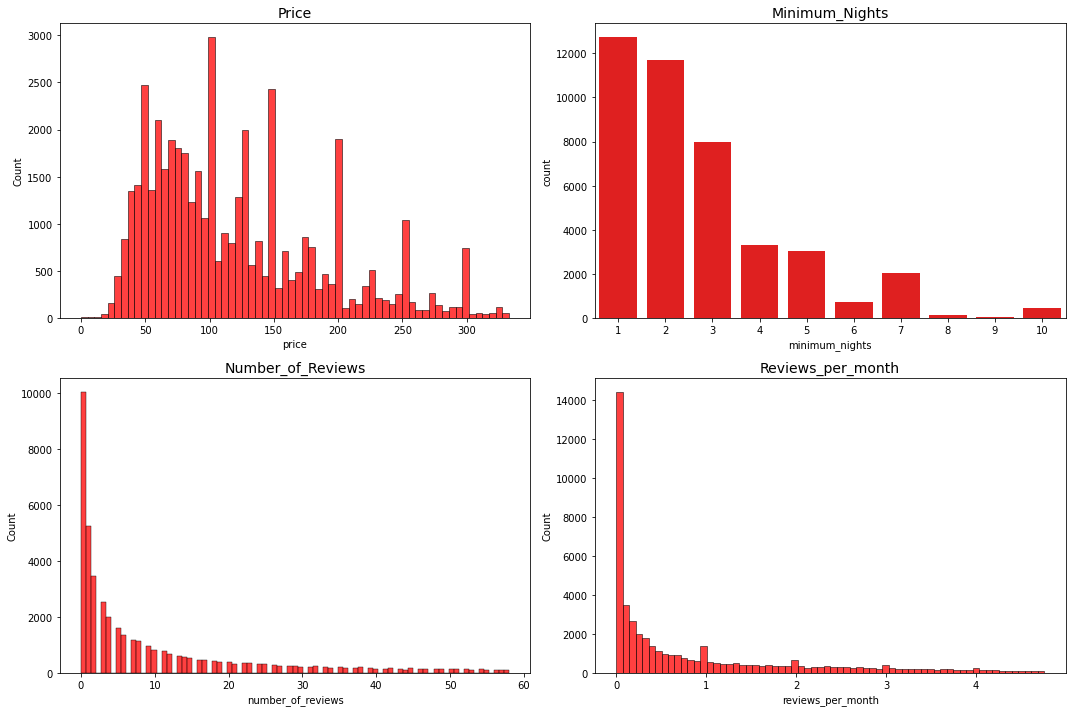 Price
Count
3000
2500
2000
1500
1000
500
0
0 50 100 150 200 250 300
price
Minimum_Nights
count
12000
10000
8000
6000
4000
2000
0
1 2 3 4 5 6 7 8 9 10
minimum_nights
Number_of_Reviews
Count
10000
8000
6000
4000
2000
0
0 10 20 30 40 50 60
number_of_reviews
Reviews_per_month
Count
14000
12000
10000
8000
6000
4000
2000
0
0 1 2 3 4
reviews_per_month